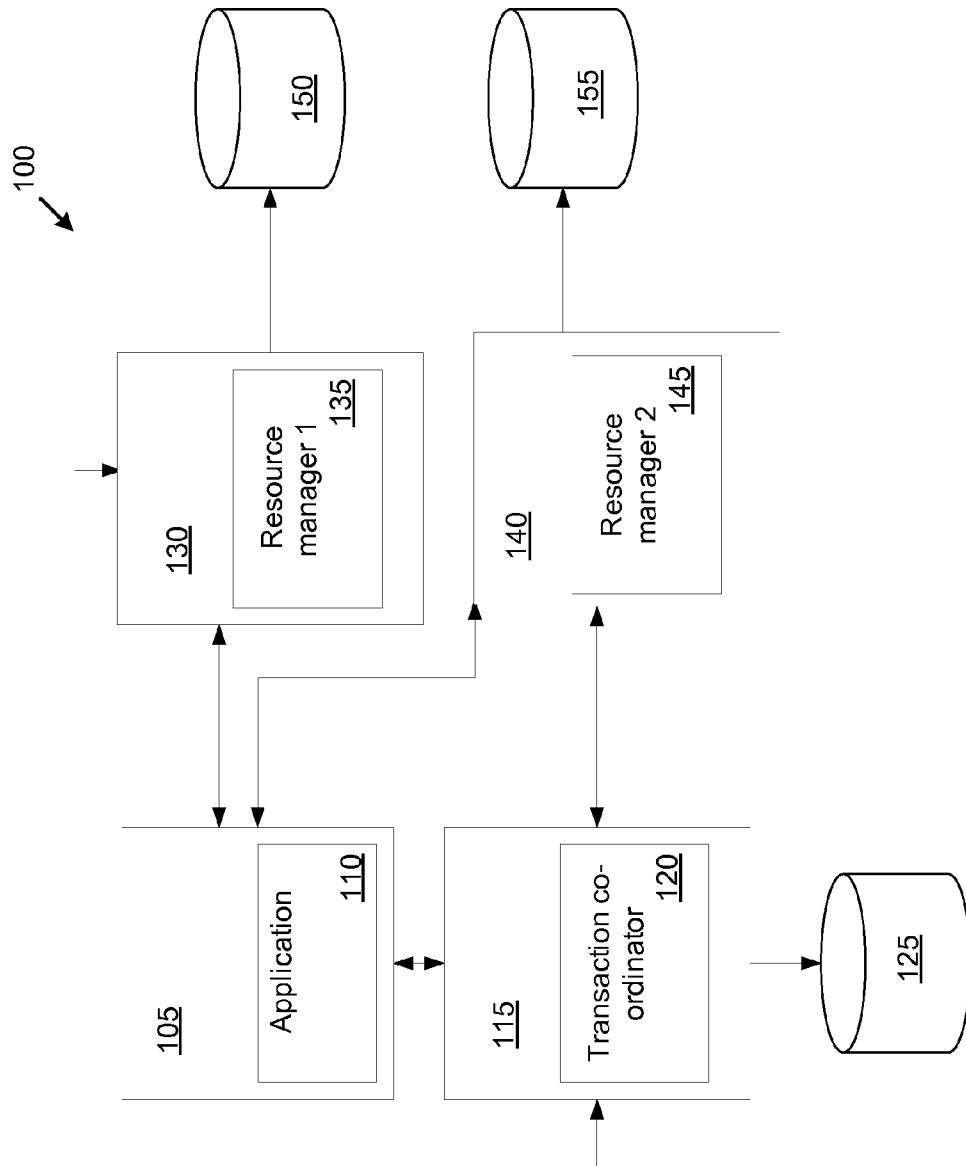 100
105
Application
110
130
Resource
manager 1
135
150
115
Transaction co-
ordinator
120
140
Resource
manager 2
145
155
125